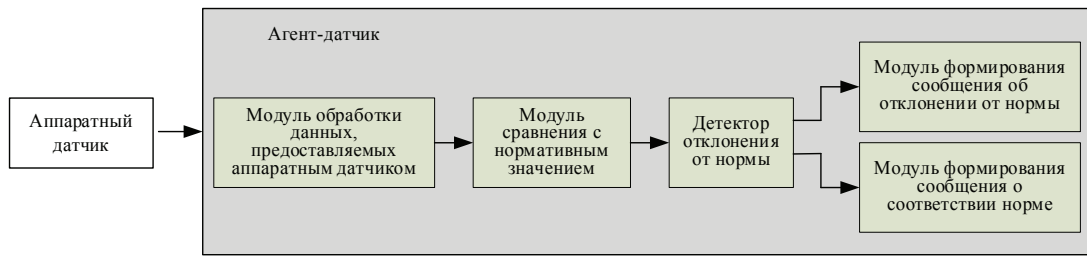 Агент-датчик
Аппаратный
датчик
Модуль обработки
данных,
предоставляемых
аппаратным датчиком
Модуль
сравнения с
нормативным
значением
Детектор
отклонения
от нормы
Модуль формирования
сообщения об
отклонении от нормы
Модуль формирования
сообщения о
соответствии норме